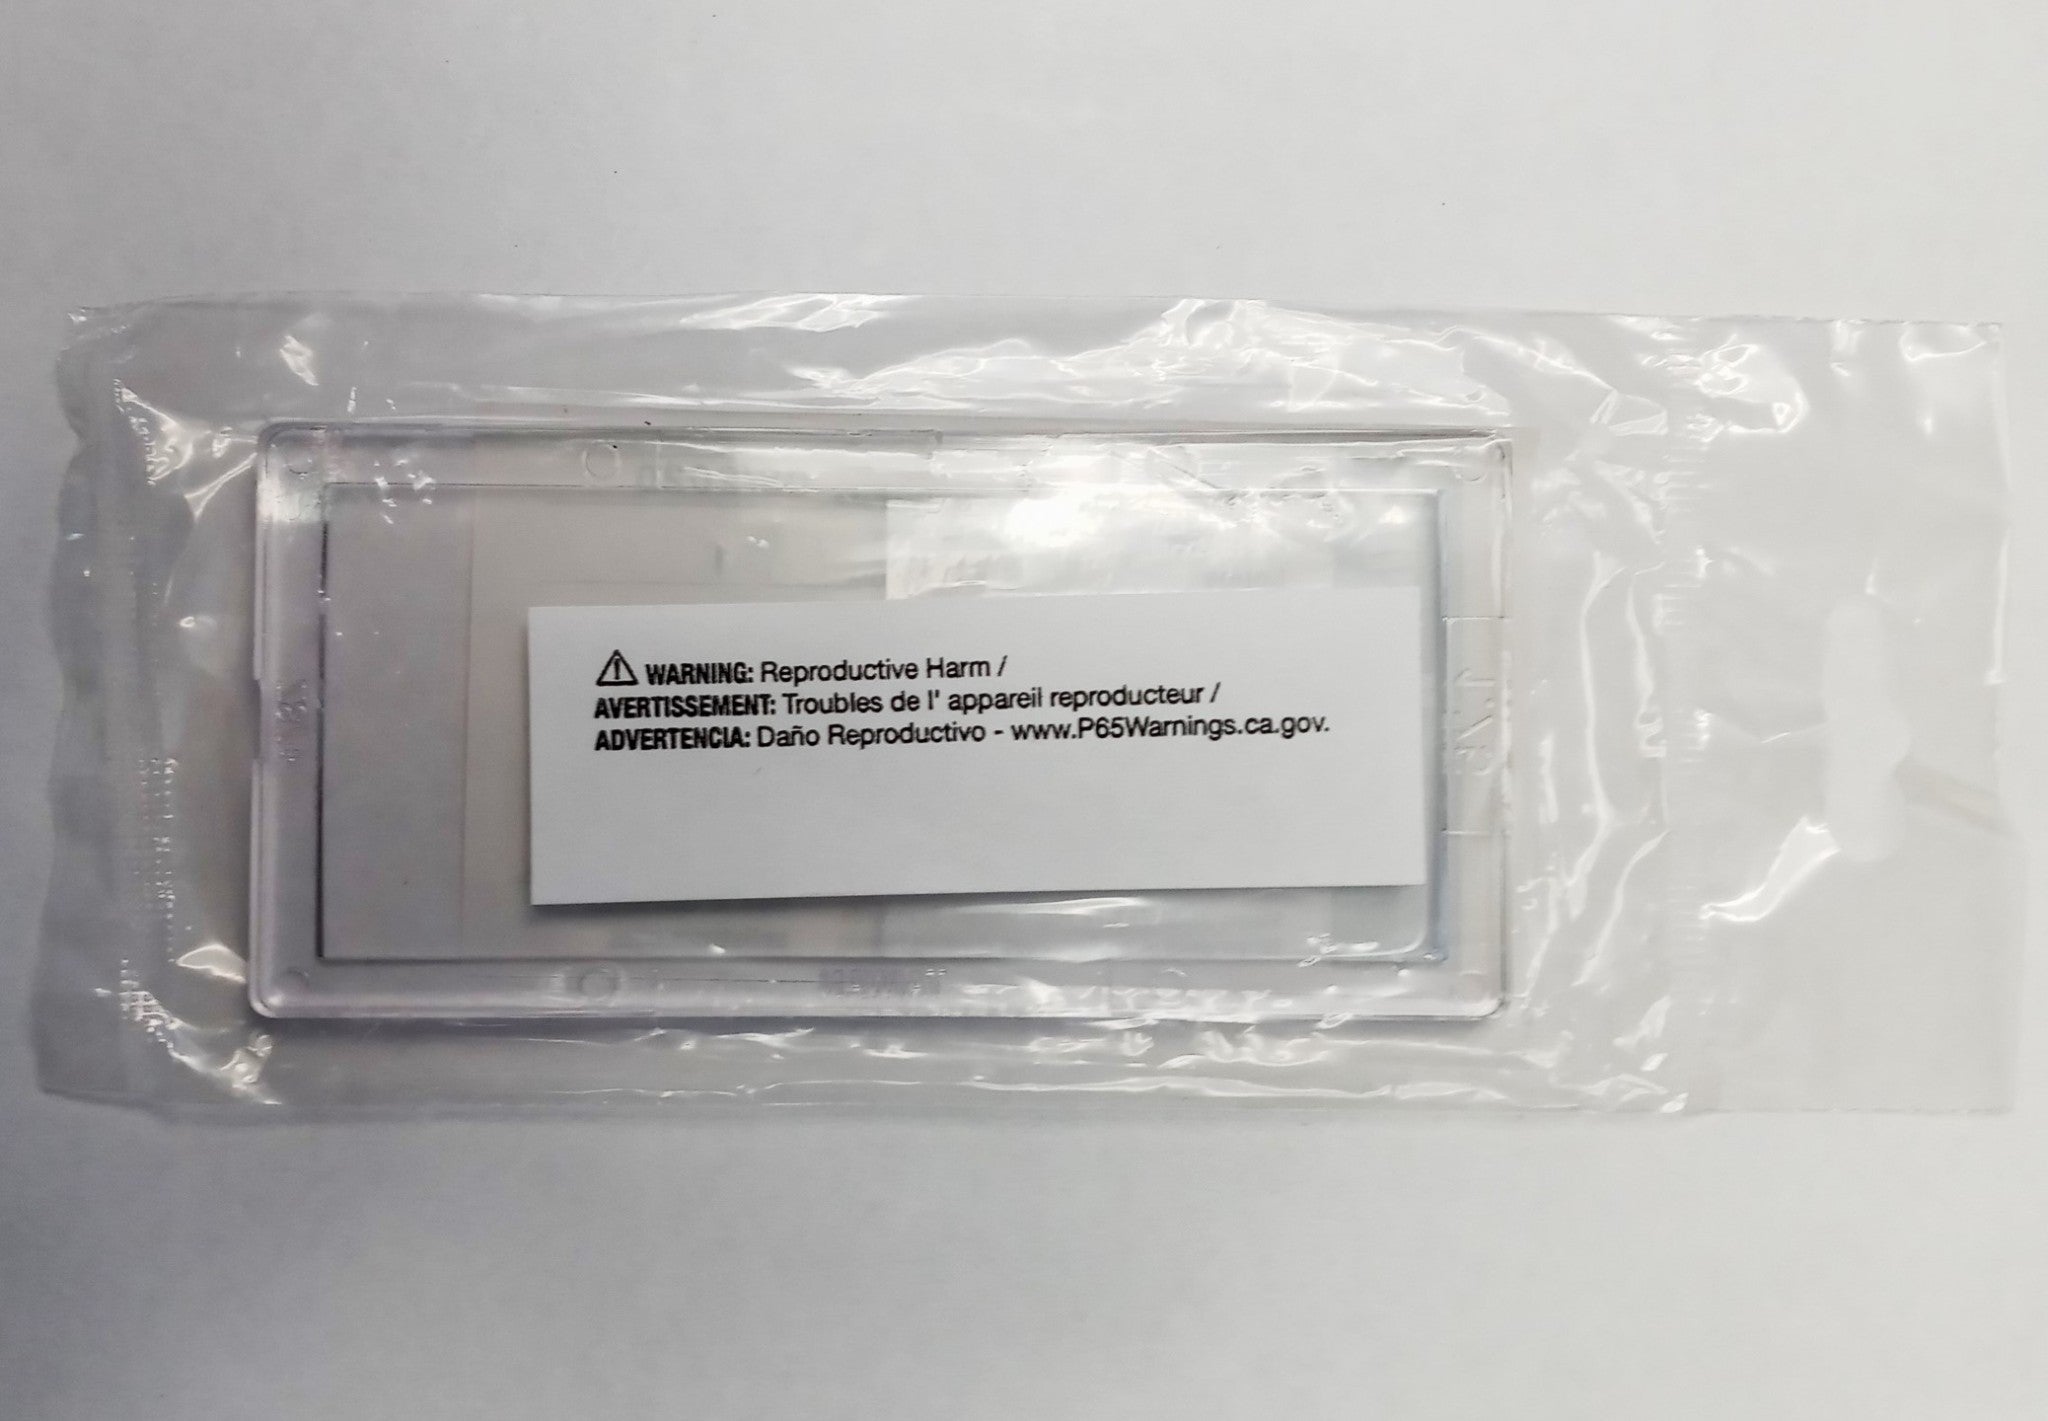 ⚠ WARNING: Reproductive Harm /
AVERTISSEMENT: Troubles de l' appareil reproducteur /
ADVERTENCIA: Daño Reproductivo - www.P65Warnings.ca.gov.